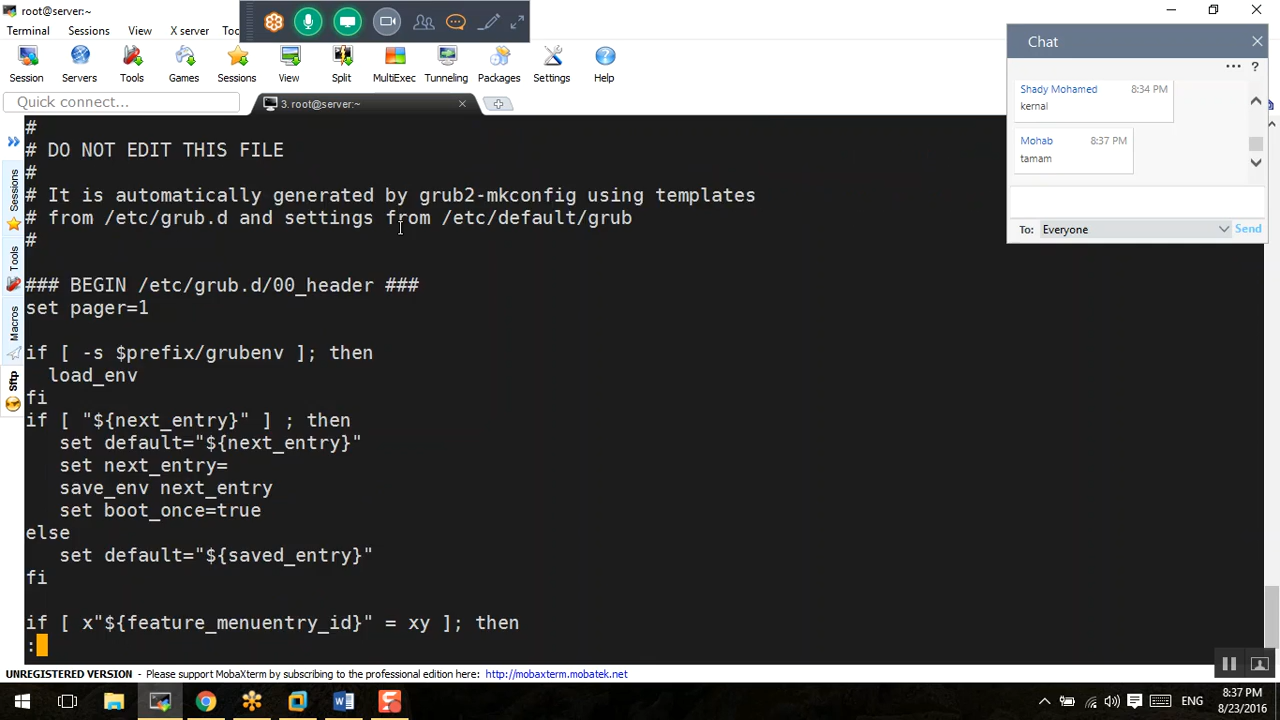 root@server:~
Terminal Sessions View X server Too
Session Servers Tools Games Sessions View Split MultiExec Tunneling Packages Settings Help
Quick connect...
3. root@server:~
Sessions
Tools
Macros
Sftp
#
# DO NOT EDIT THIS FILE
#
# It is automatically generated by grub2-mkconfig using templates
# from /etc/grub.d and settings from /etc/default/grub
#
### BEGIN /etc/grub.d/00_header ###
set pager=1
if [ -s $prefix/grubenv ]; then
load_env
fi
if [ "${next_entry}" ] ; then
set default="${next_entry}"
set next_entry=
save_env next_entry
set boot_once=true
else
set default="${saved_entry}"
fi
if [ x"${feature_menuentry_id}" = xy ]; then
:
Chat
... ?
Shady Mohamed 8:34 PM
kernal
Mohab 8:37 PM
tamam
To: Everyone Send
UNREGISTERED VERSION - Please support MobaXterm by subscribing to the professional edition here: http://mobaxterm.mobatek.net
ENG
8:37 PM
8/23/2016